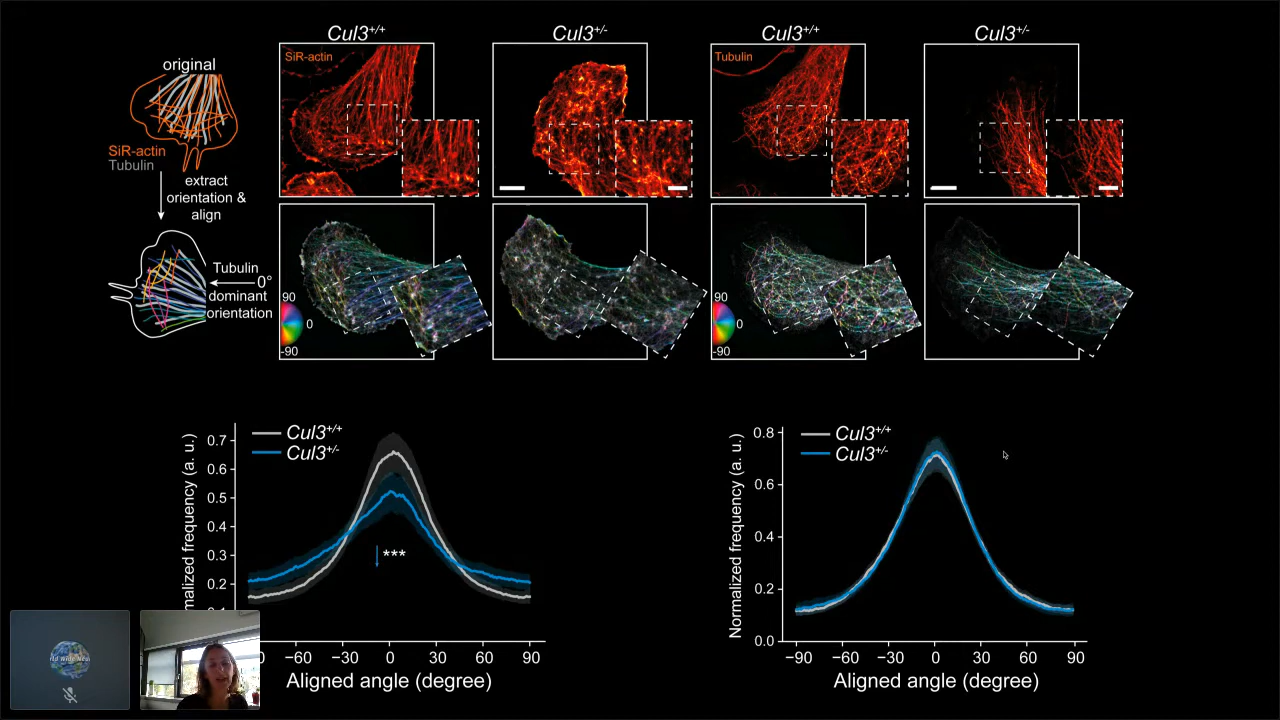 Cul3+/+
Cul3+/-
Cul3+/+
Cul3+/-
original
SiR-actin
Tubulin
extract
orientation &
align
Tubulin
0°
dominant
orientation
SiR-actin
Tubulin
90
0
-90
90
0
-90
Cul3+/+
Cul3+/-
0.7
0.6
0.5
0.4
0.3
0.2
***
malized frequency (a. u.)
−60
−30
0
30
60
90
Aligned angle (degree)
Cul3+/+
Cul3+/-
0.8
0.6
0.4
0.2
0.0
Normalized frequency (a. u.)
−90
−60
−30
0
30
60
90
Aligned angle (degree)